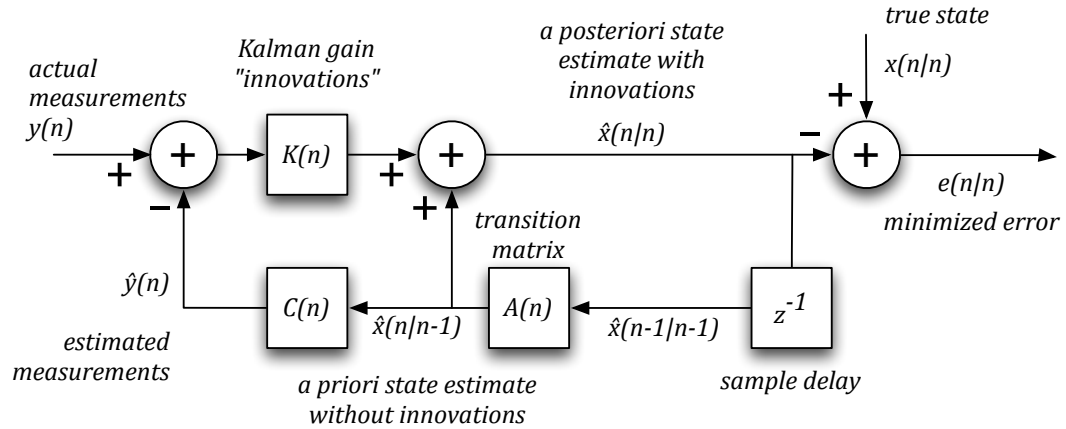 true state
x(n|n)
a posteriori state
estimate with
innovations
Kalman gain
"innovations"
actual
measurements
y(n)
+
+
K(n)
+
+
x̂(n|n)
+
−
+
e(n|n)
minimized error
−
+
transition
matrix
ŷ(n)
C(n)
x̂(n|n-1)
A(n)
x̂(n-1|n-1)
z⁻¹
estimated
measurements
a priori state estimate
without innovations
sample delay